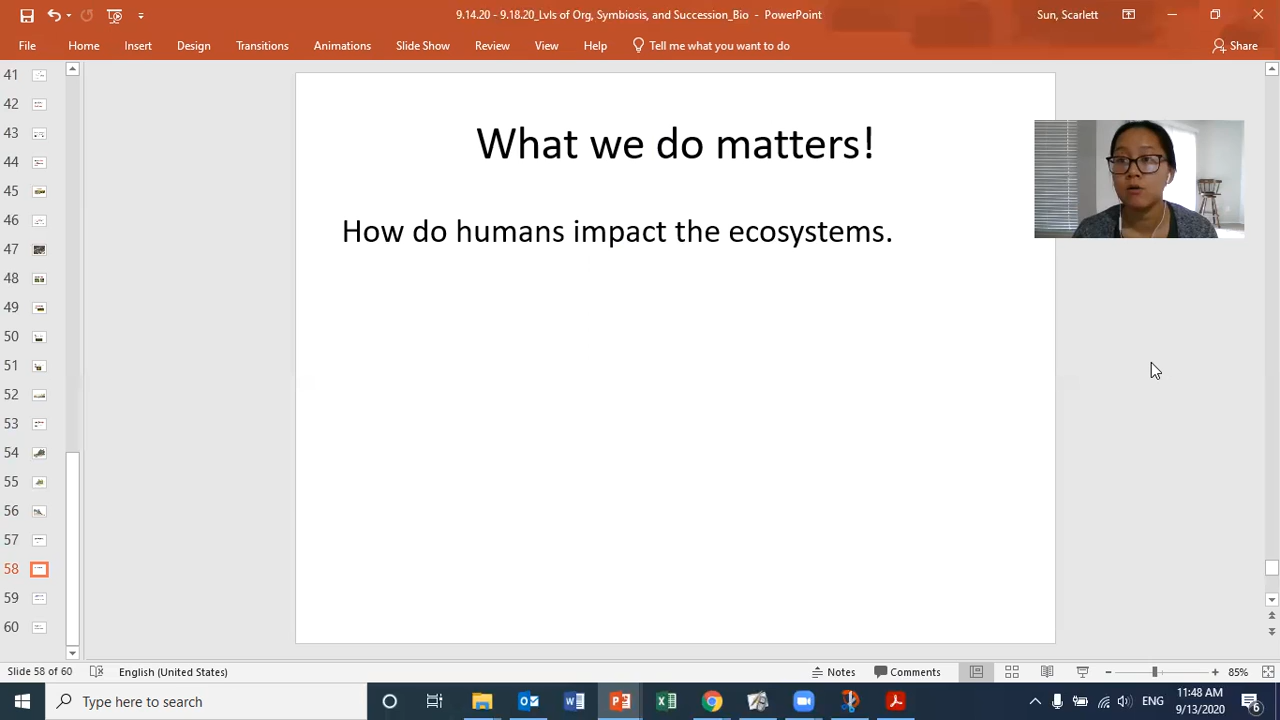 9.14.20 - 9.18.20_Lvls of Org, Symbiosis, and Succession_Bio - PowerPoint
Sun, Scarlett
File Home Insert Design Transitions Animations Slide Show Review View Help Tell me what you want to do Share
41
42
43
44
45
46
47
48
49
50
51
52
53
54
55
56
57
58
59
60
What we do matters!
How do humans impact the ecosystems.
Slide 58 of 60 English (United States) Notes Comments 85%
Type here to search
ENG
11:48 AM
9/13/2020
6